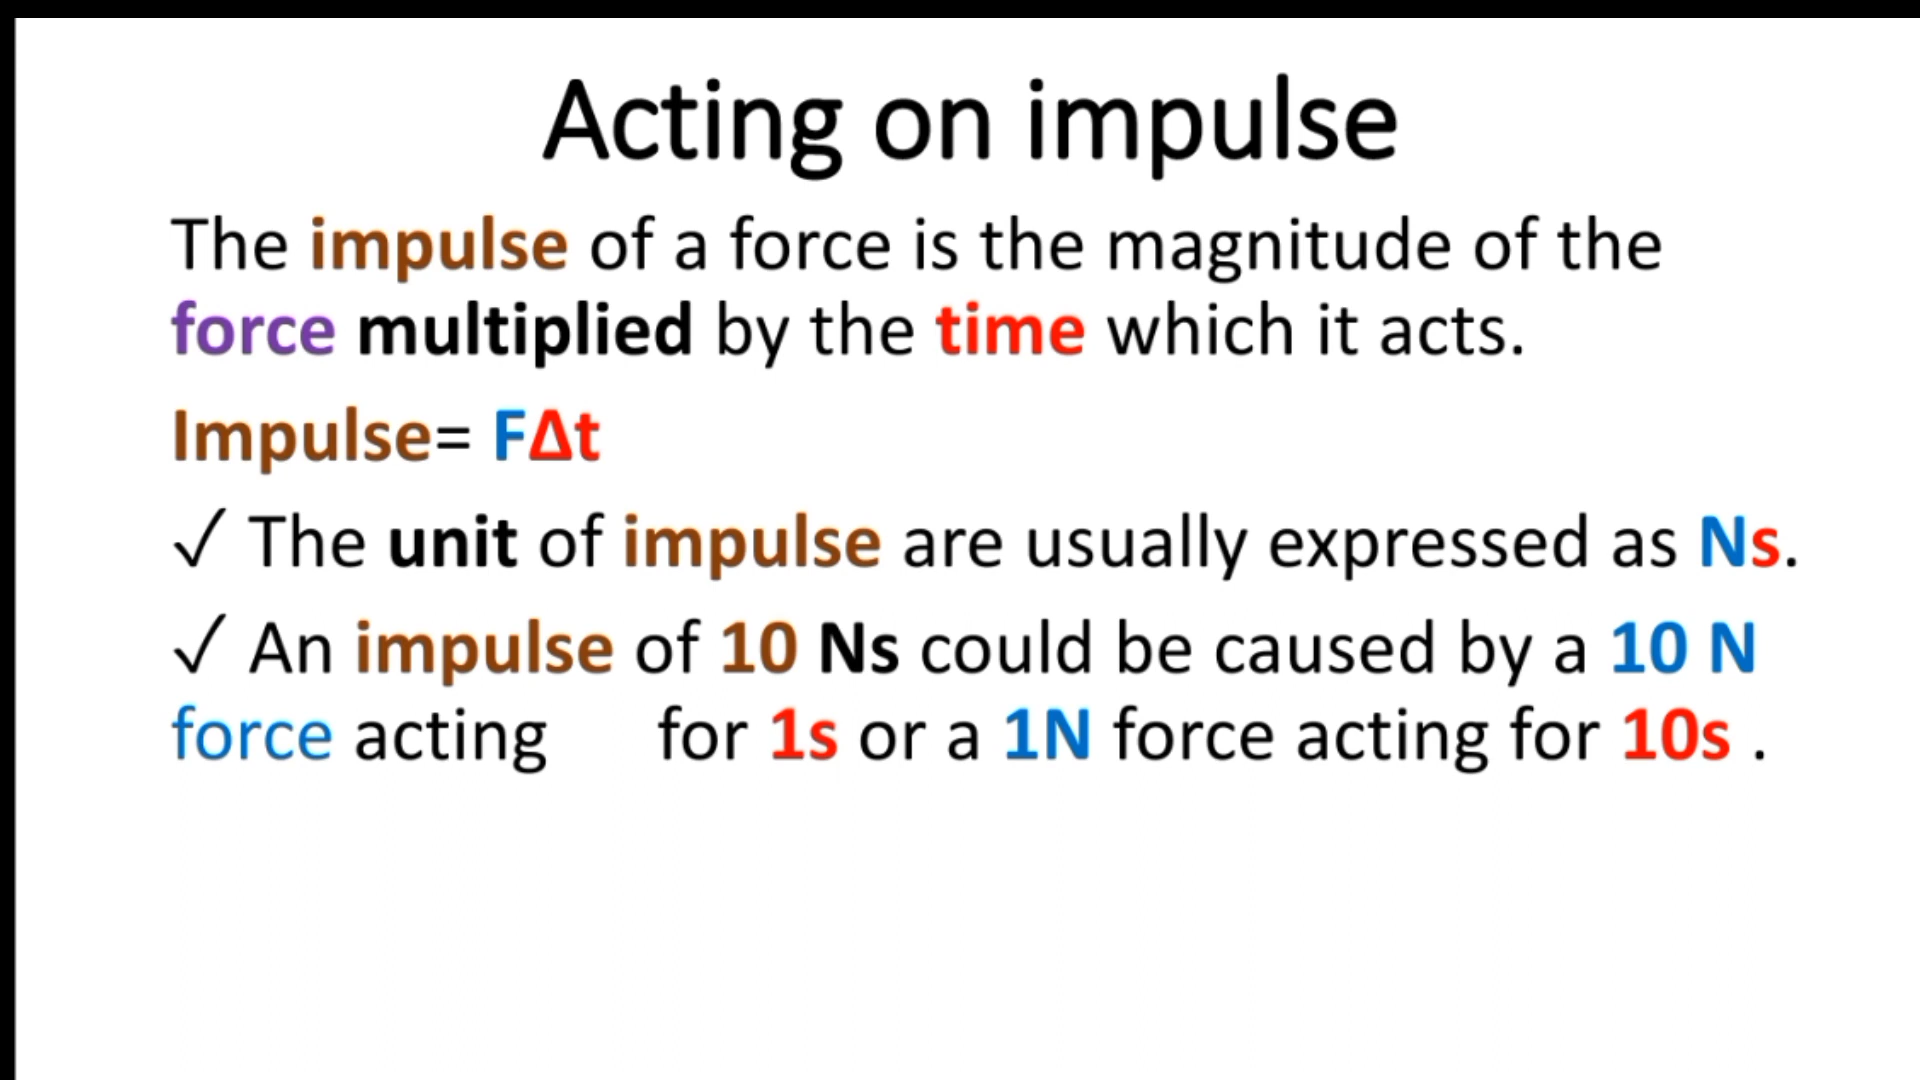 Acting on impulse
The impulse of a force is the magnitude of the
force multiplied by the time which it acts.
Impulse= FΔt
✓ The unit of impulse are usually expressed as Ns.
✓ An impulse of 10 Ns could be caused by a 10 N
force acting for 1s or a 1N force acting for 10s .